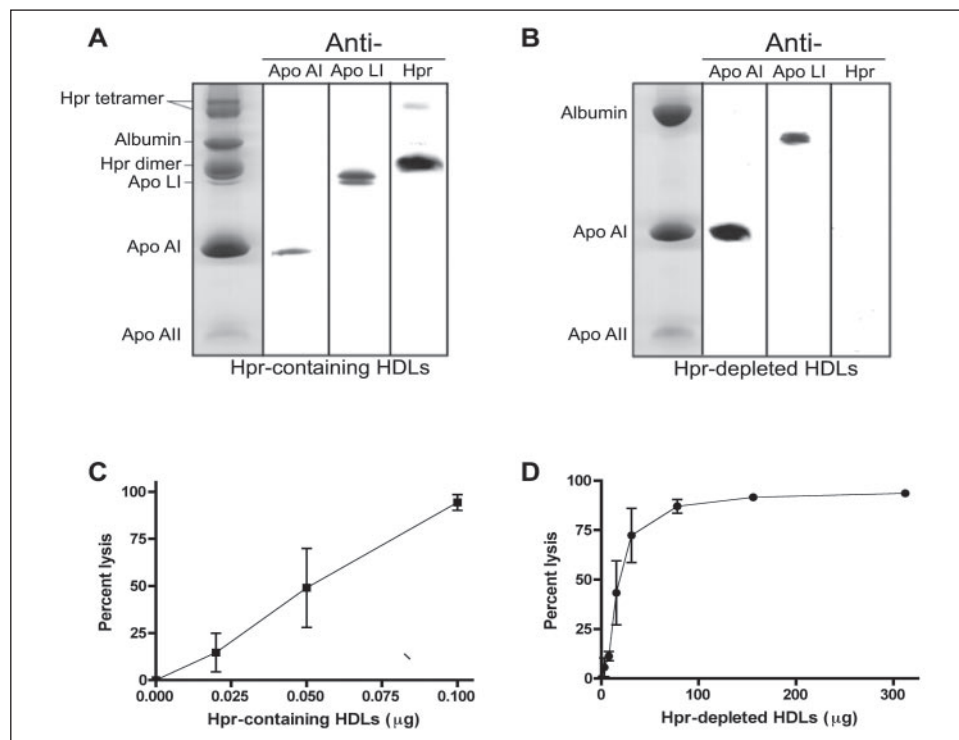 A
Anti-
Apo AI Apo LI Hpr
Hpr tetramer
Albumin
Hpr dimer
Apo LI
Apo AI
Apo AII
Hpr-containing HDLs
B
Anti-
Apo AI Apo LI Hpr
Albumin
Apo AI
Apo AII
Hpr-depleted HDLs
C
Percent lysis
100
75
50
25
0
0.000 0.025 0.050 0.075 0.100
Hpr-containing HDLs (μg)
D
Percent lysis
100
75
50
25
0
0 100 200 300
Hpr-depleted HDLs (μg)